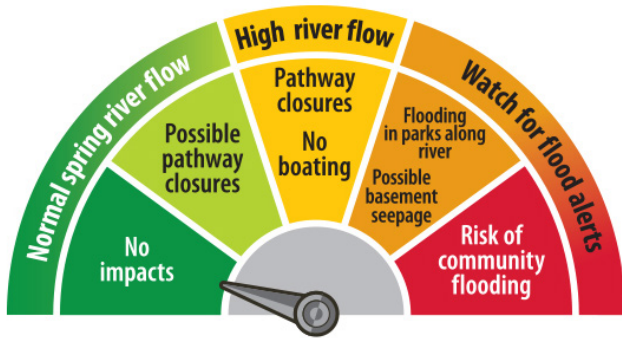 Normal spring river flow
High river flow
Watch for flood alerts
No
impacts
Possible
pathway
closures
Pathway
closures
No
boating
Flooding
in parks along
river
Possible
basement
seepage
Risk of
community
flooding